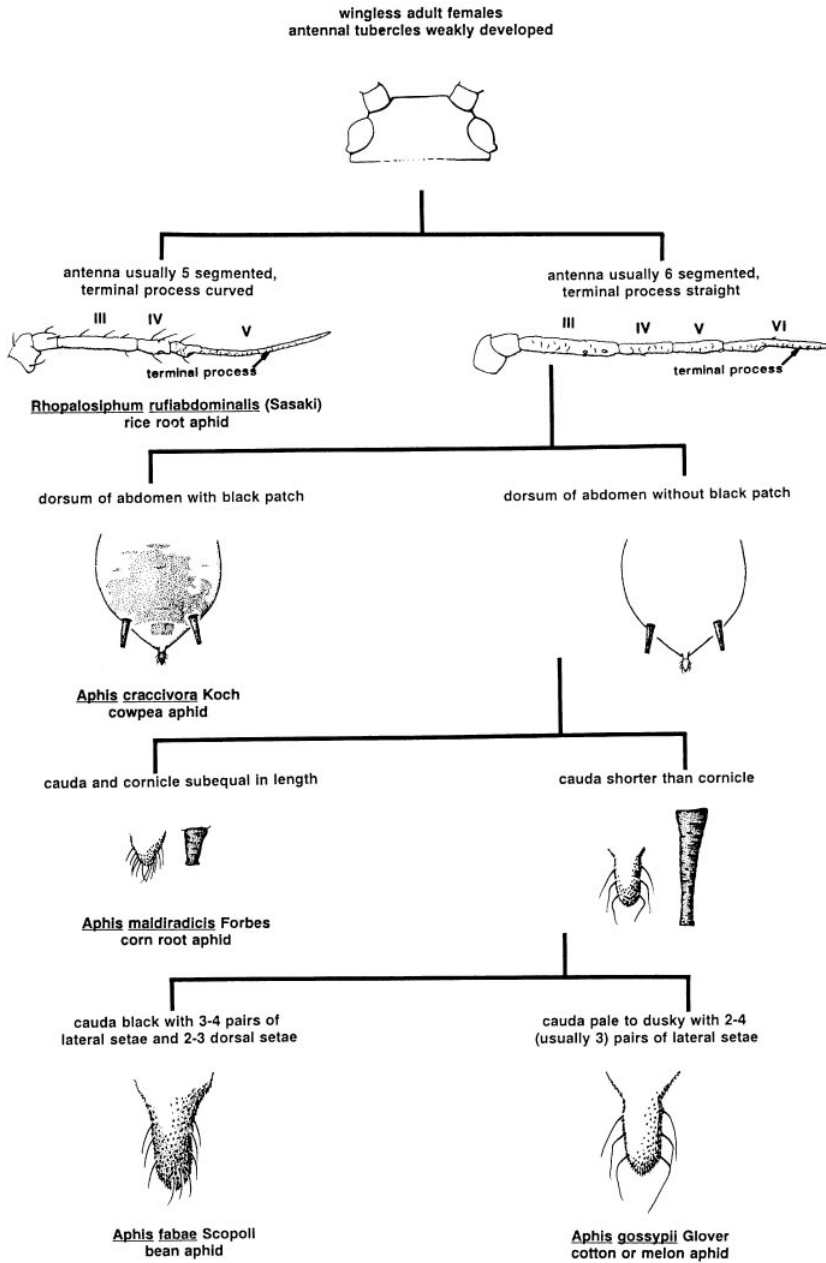 wingless adult females
antennal tubercles weakly developed
antenna usually 5 segmented,
terminal process curved
antenna usually 6 segmented,
terminal process straight
III IV V
terminal process
III IV V VI
terminal process
Rhopalosiphum rufiabdominalis (Sasaki)
rice root aphid
dorsum of abdomen with black patch
dorsum of abdomen without black patch
Aphis craccivora Koch
cowpea aphid
cauda and cornicle subequal in length
cauda shorter than cornicle
Aphis maidiradicis Forbes
corn root aphid
cauda black with 3-4 pairs of
lateral setae and 2-3 dorsal setae
cauda pale to dusky with 2-4
(usually 3) pairs of lateral setae
Aphis fabae Scopoli
bean aphid
Aphis gossypii Glover
cotton or melon aphid